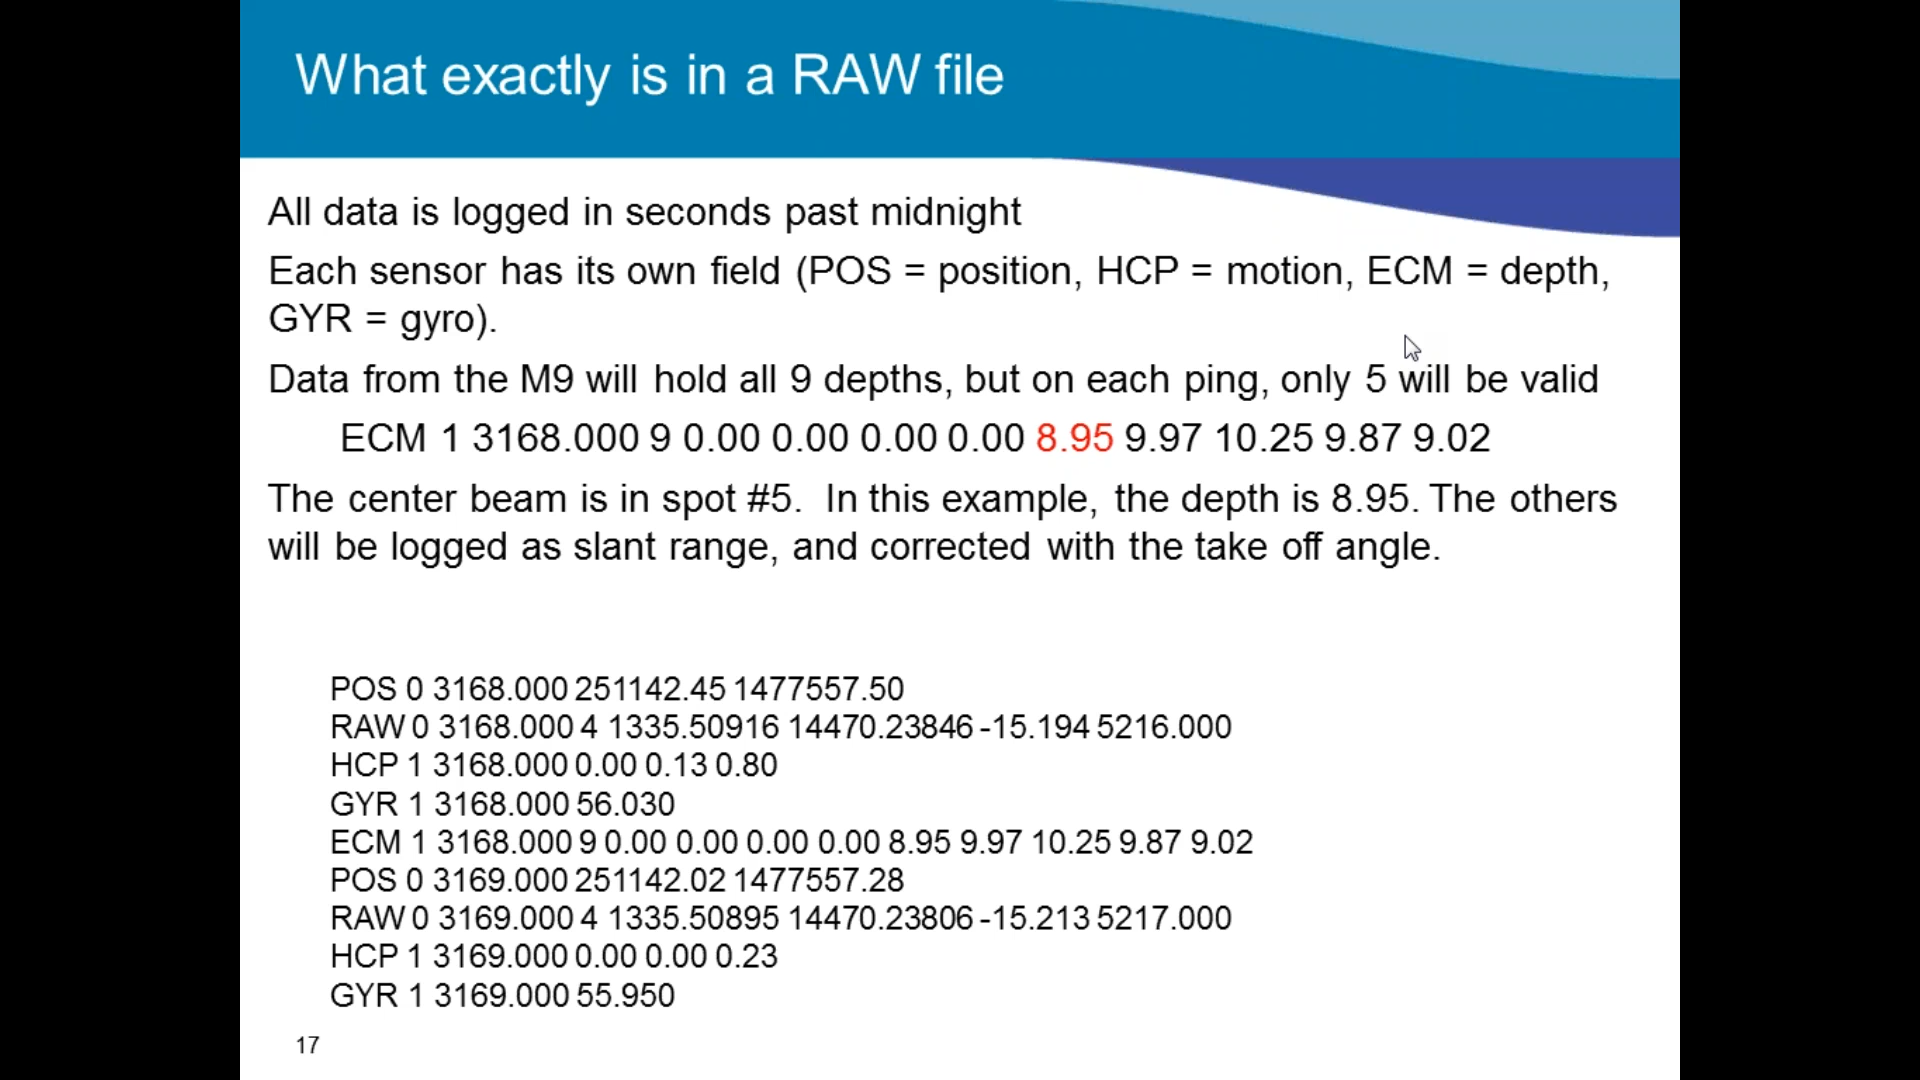 What exactly is in a RAW file
All data is logged in seconds past midnight
Each sensor has its own field (POS = position, HCP = motion, ECM = depth,
GYR = gyro).
Data from the M9 will hold all 9 depths, but on each ping, only 5 will be valid
ECM 1 3168.000 9 0.00 0.00 0.00 0.00 8.95 9.97 10.25 9.87 9.02
The center beam is in spot #5. In this example, the depth is 8.95. The others
will be logged as slant range, and corrected with the take off angle.
POS 0 3168.000 251142.45 1477557.50
RAW 0 3168.000 4 1335.50916 14470.23846 -15.194 5216.000
HCP 1 3168.000 0.00 0.13 0.80
GYR 1 3168.000 56.030
ECM 1 3168.000 9 0.00 0.00 0.00 0.00 8.95 9.97 10.25 9.87 9.02
POS 0 3169.000 251142.02 1477557.28
RAW 0 3169.000 4 1335.50895 14470.23806 -15.213 5217.000
HCP 1 3169.000 0.00 0.00 0.23
GYR 1 3169.000 55.950
17